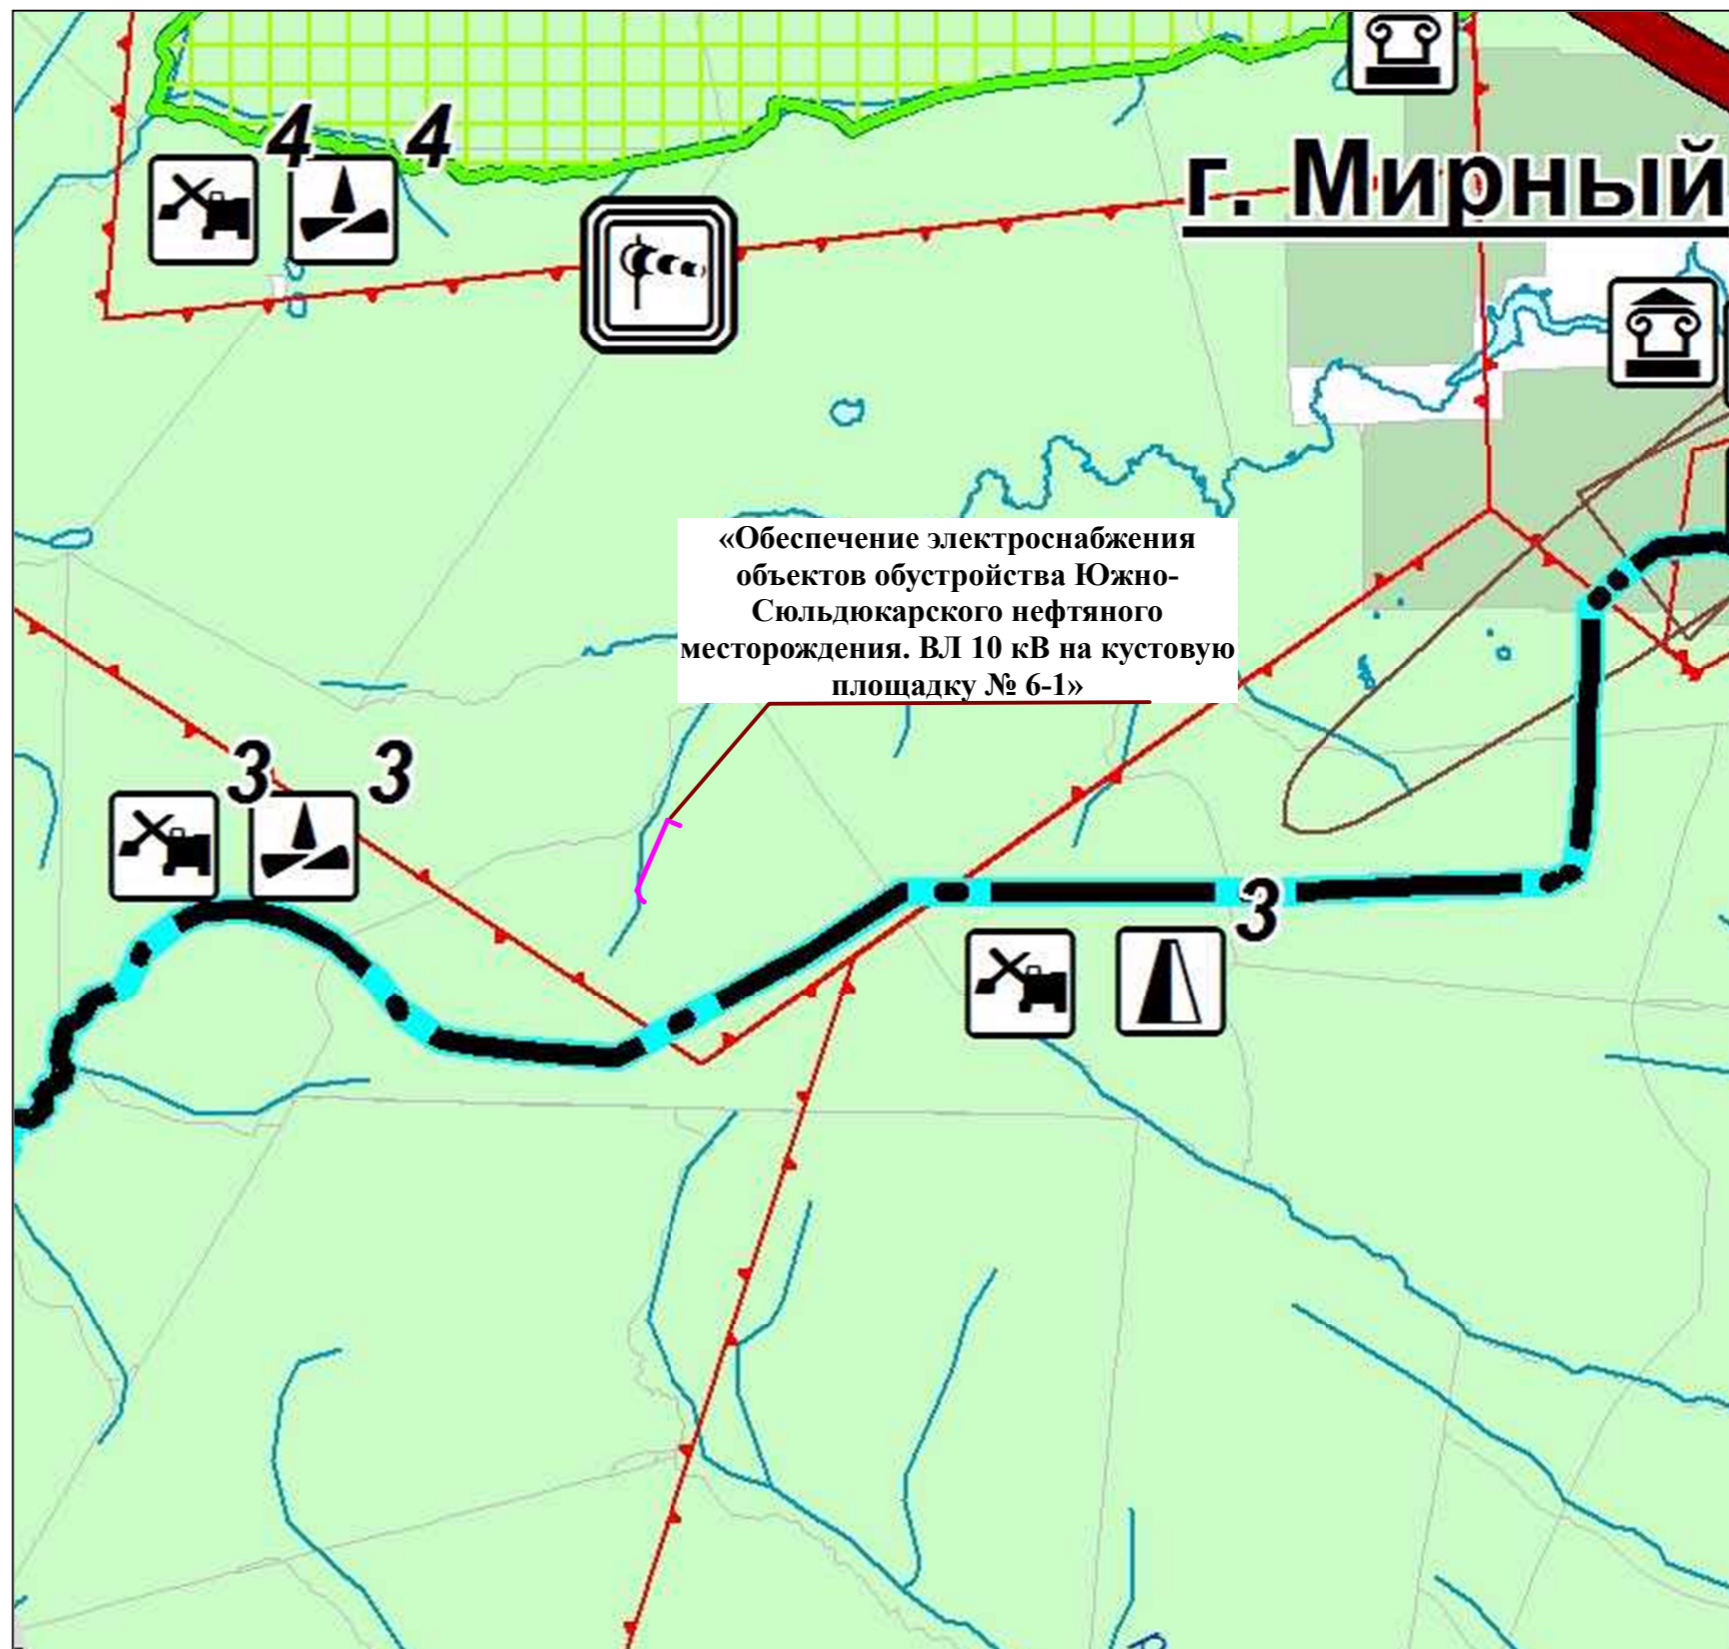 4 4
г. Мирный
«Обеспечение электроснабжения
объектов обустройства Южно-
Сюльдюкарского нефтяного
месторождения. ВЛ 10 кВ на кустовую
площадку № 6-1»
3 3
3